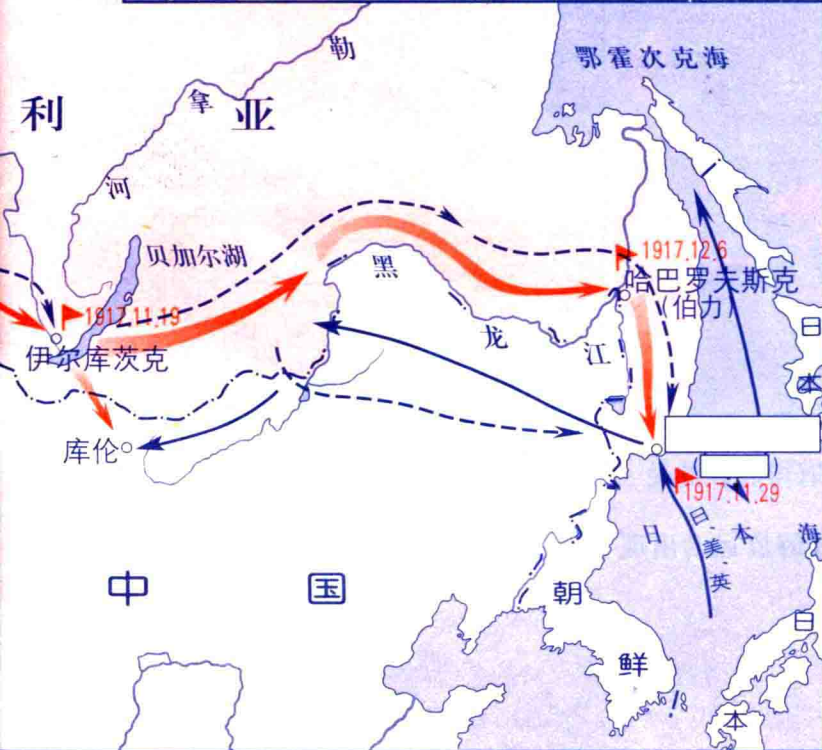 鄂霍次克海
勒
拿
河
利 亚
贝加尔湖
1917.12.6
哈巴罗夫斯克
(伯力)
黑
龙
江
1917.11.19
伊尔库茨克
库伦
日
本
( )
1917.11.29
日 本 海
日、美、英
中 国
朝
鲜
日
本